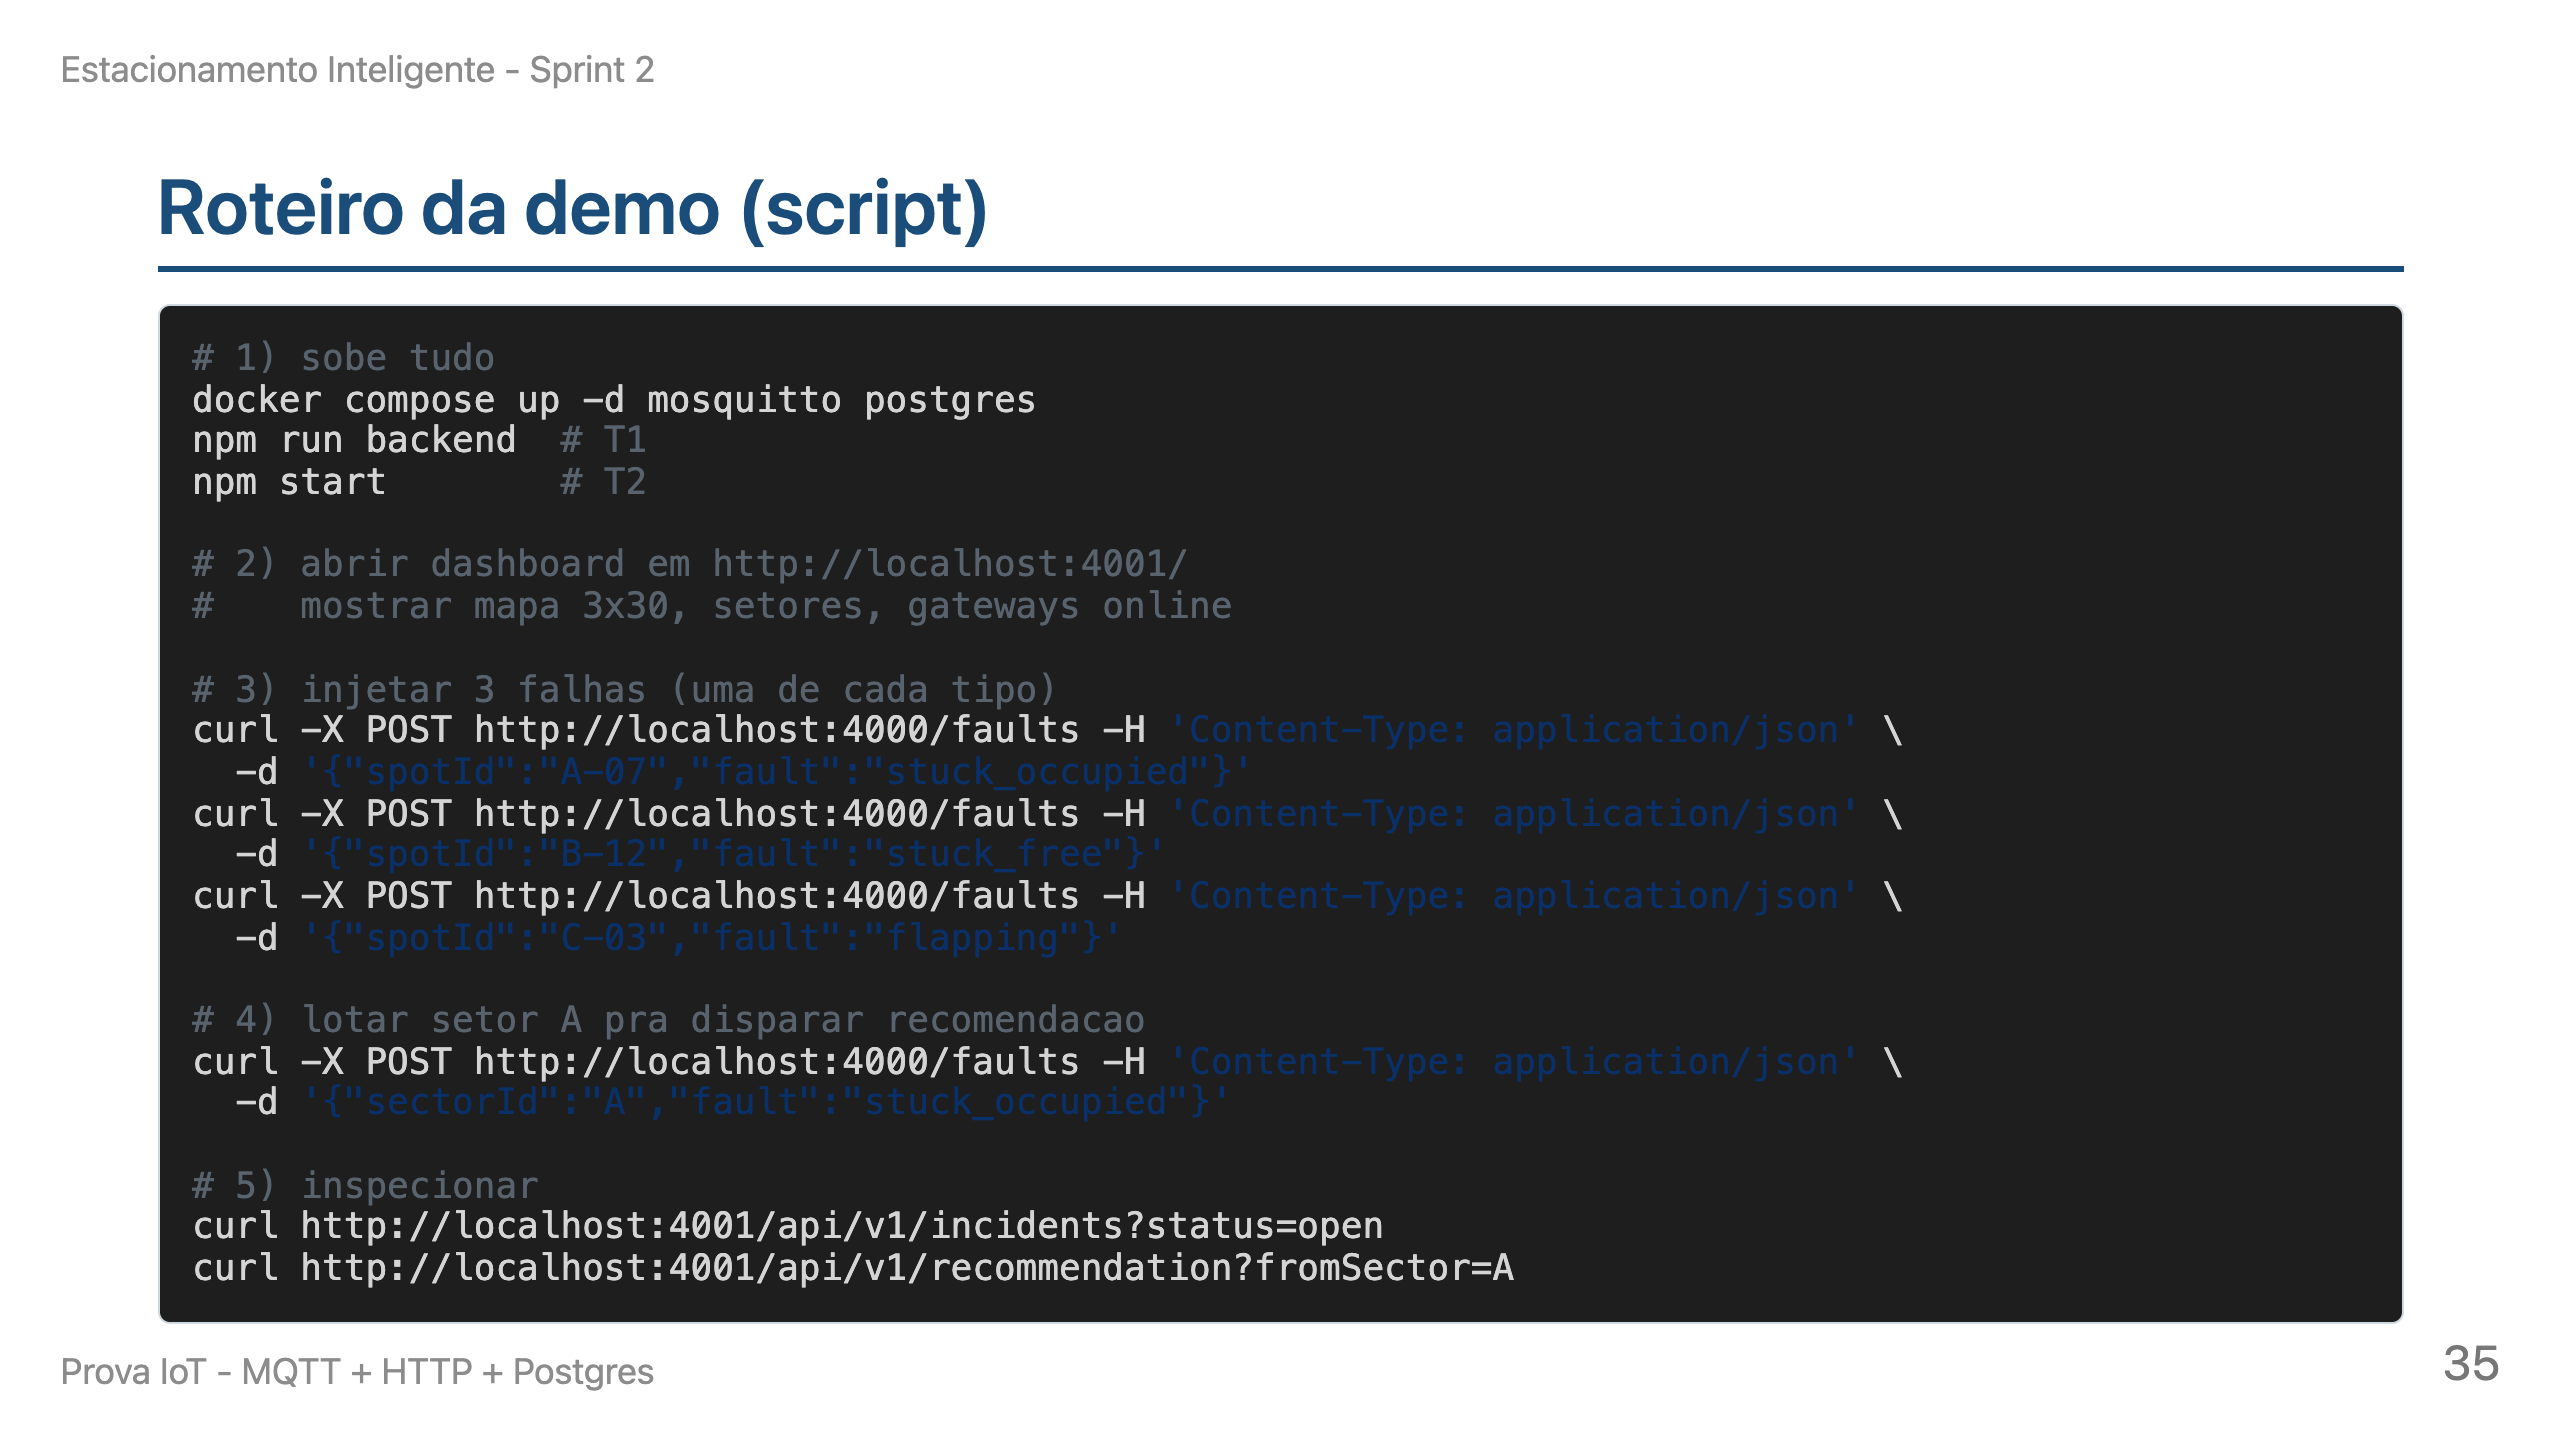 Estacionamento Inteligente - Sprint 2
Roteiro da demo (script)
# 1) sobe tudo
docker compose up -d mosquitto postgres
npm run backend  # T1
npm start        # T2
# 2) abrir dashboard em http://localhost:4001/
#    mostrar mapa 3x30, setores, gateways online
# 3) injetar 3 falhas (uma de cada tipo)
curl -X POST http://localhost:4000/faults -H 'Content-Type: application/json' \
  -d '{"spotId":"A-07","fault":"stuck_occupied"}'
curl -X POST http://localhost:4000/faults -H 'Content-Type: application/json' \
  -d '{"spotId":"B-12","fault":"stuck_free"}'
curl -X POST http://localhost:4000/faults -H 'Content-Type: application/json' \
  -d '{"spotId":"C-03","fault":"flapping"}'
# 4) lotar setor A pra disparar recomendacao
curl -X POST http://localhost:4000/faults -H 'Content-Type: application/json' \
  -d '{"sectorId":"A","fault":"stuck_occupied"}'
# 5) inspecionar
curl http://localhost:4001/api/v1/incidents?status=open
curl http://localhost:4001/api/v1/recommendation?fromSector=A
Prova IoT - MQTT + HTTP + Postgres
35